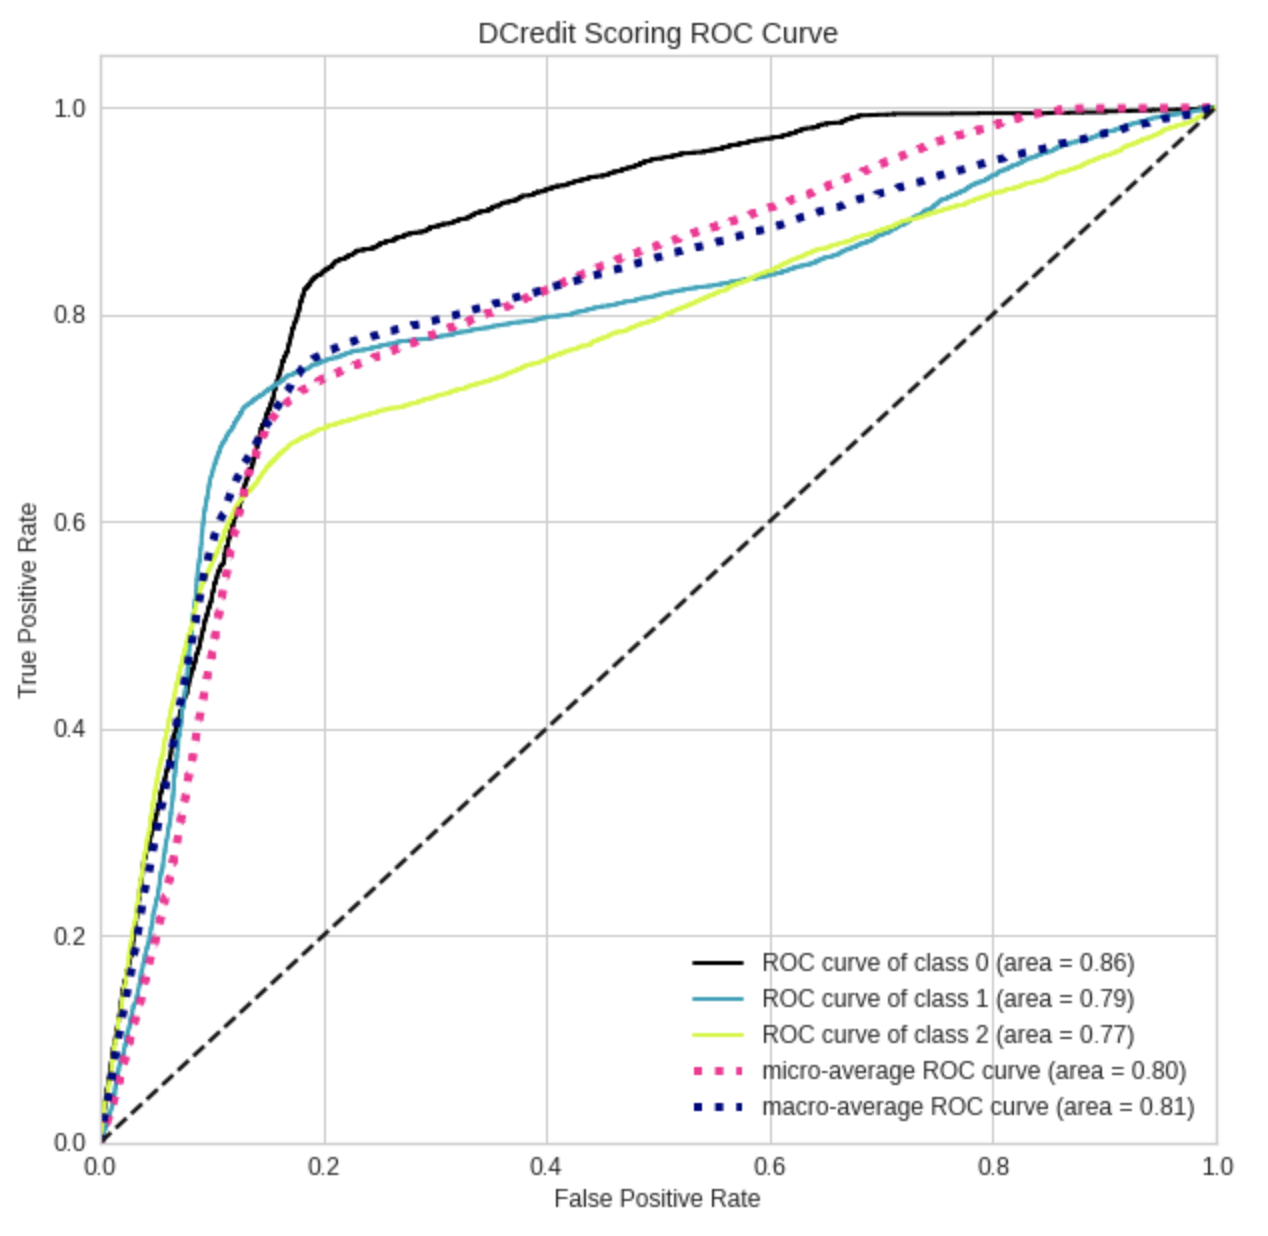 DCredit Scoring ROC Curve
1.0
0.8
0.6
0.4
0.2
0.0
True Positive Rate
ROC curve of class 0 (area = 0.86)
ROC curve of class 1 (area = 0.79)
ROC curve of class 2 (area = 0.77)
micro-average ROC curve (area = 0.80)
macro-average ROC curve (area = 0.81)
0.0 0.2 0.4 0.6 0.8 1.0
False Positive Rate